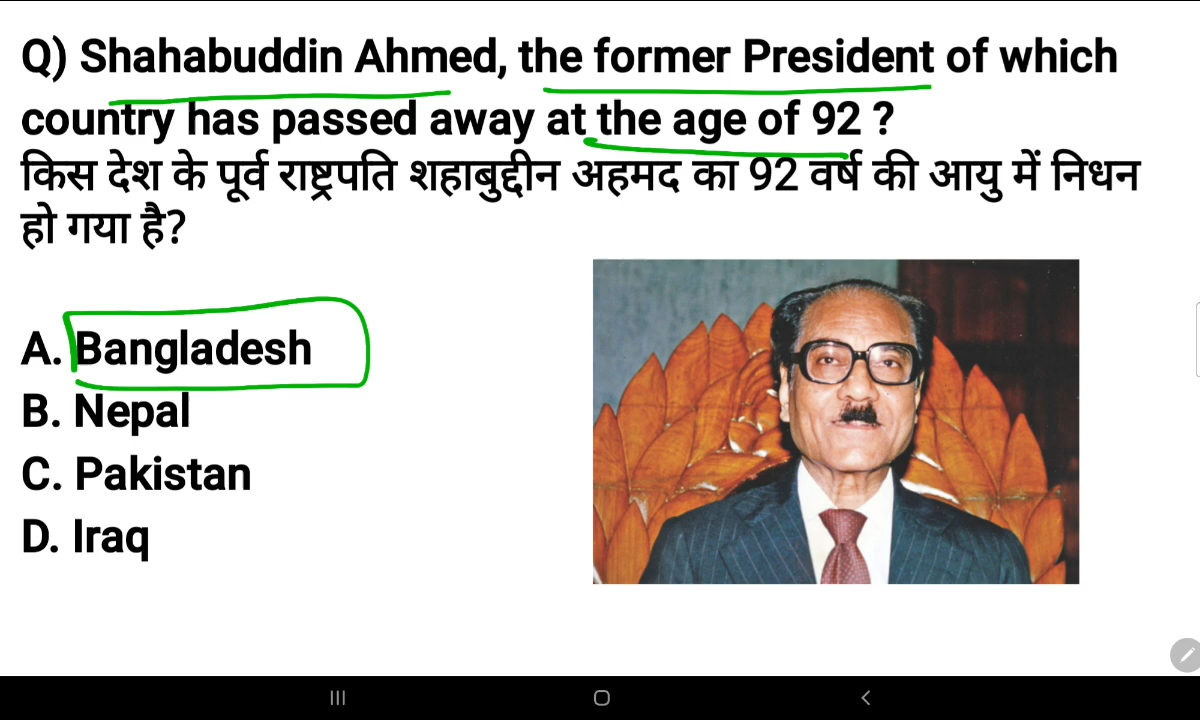 Q) Shahabuddin Ahmed, the former President of which
country has passed away at the age of 92 ?
किस देश के पूर्व राष्ट्रपति शहाबुद्दीन अहमद का 92 वर्ष की आयु में निधन
हो गया है?
A. Bangladesh
B. Nepal
C. Pakistan
D. Iraq